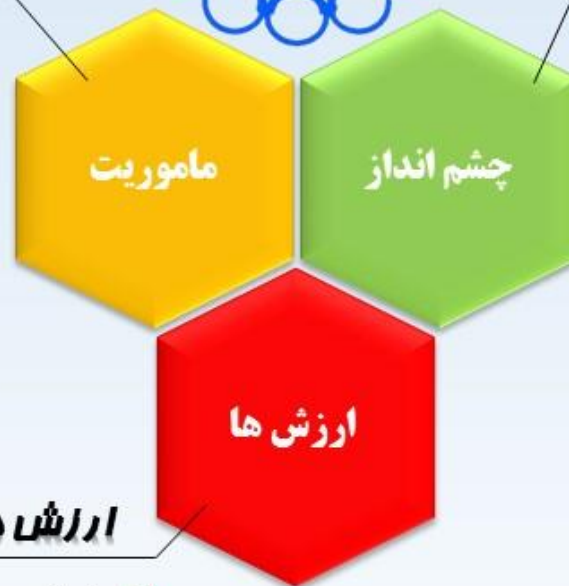 چشم انداز
ماموریت
ارزش ها
ارزش